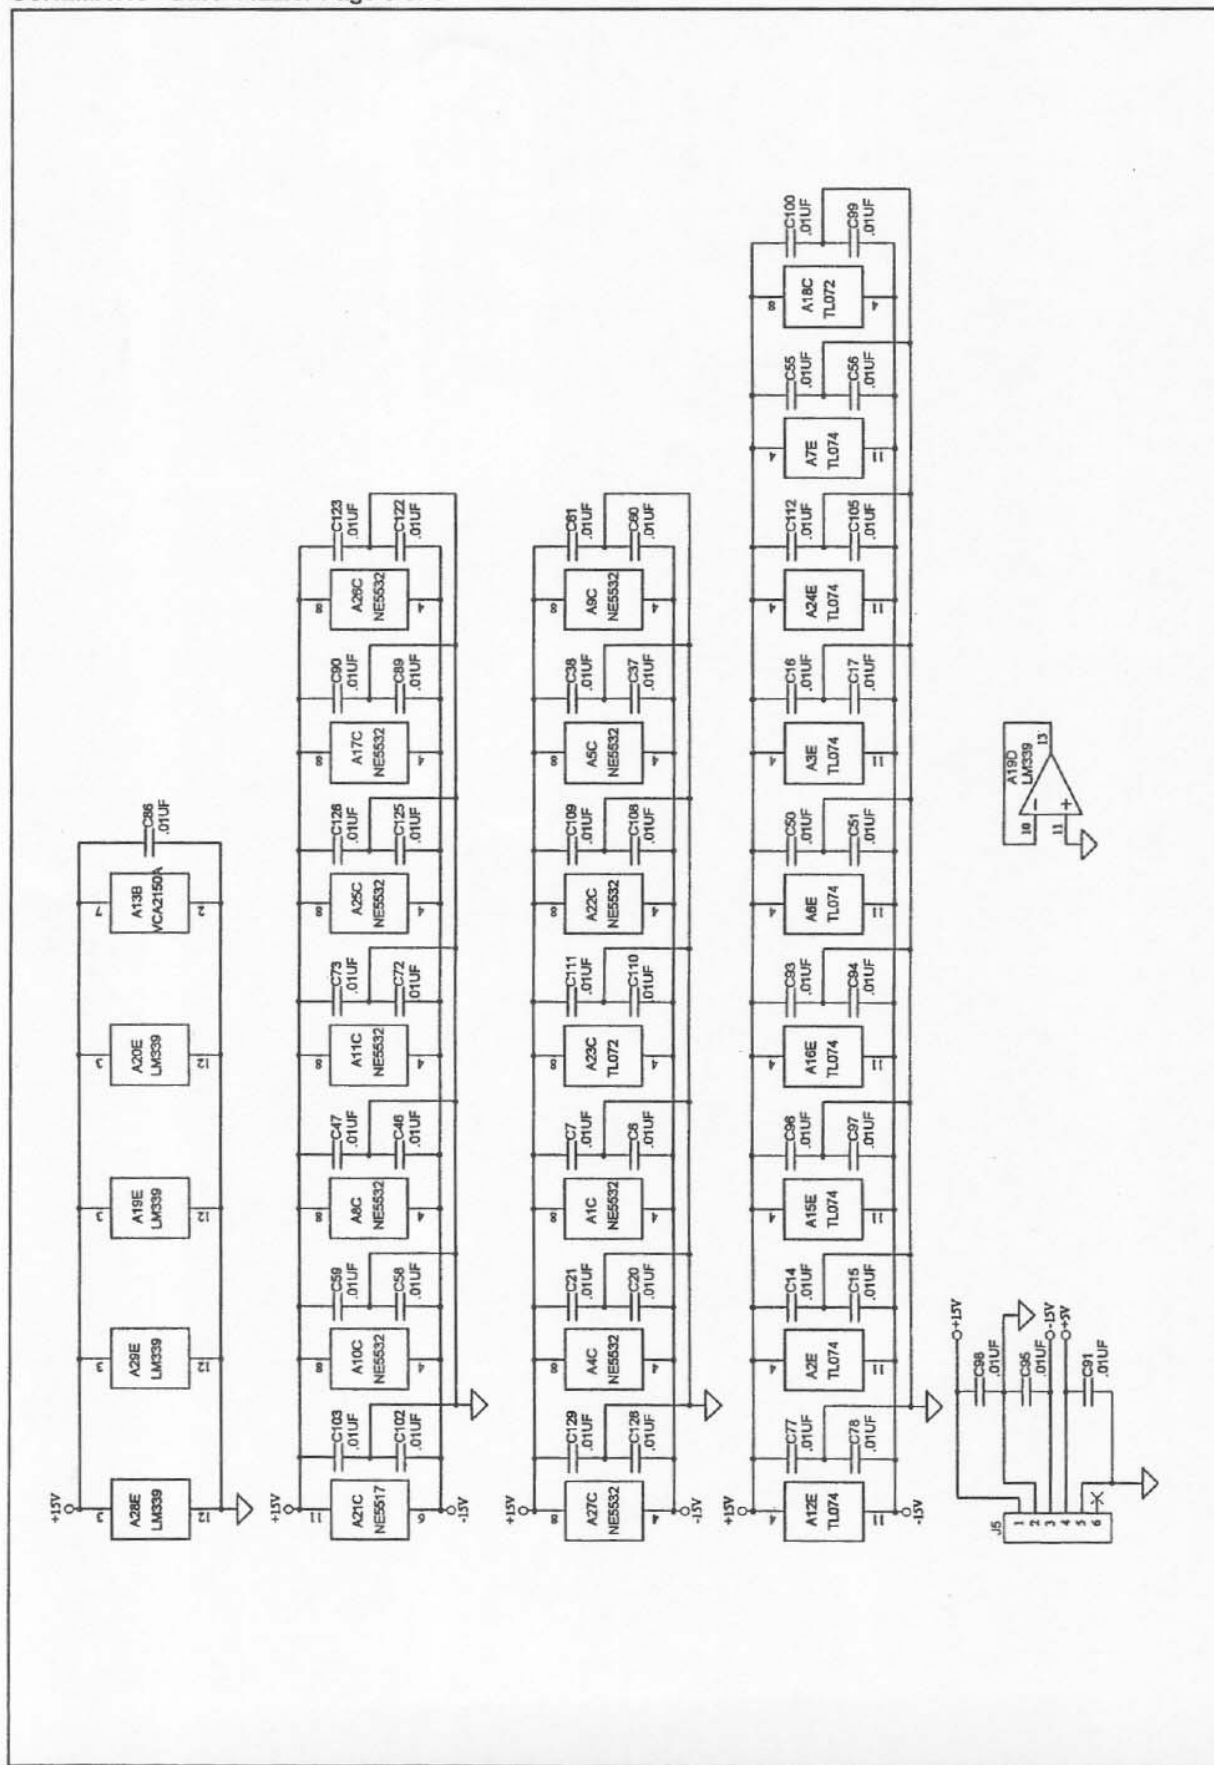 +15V
3
A28E
LM339
12
3
A29E
LM339
12
3
A19E
LM339
12
3
A20E
LM339
12
7
A13B
VCA2150A
2
C86
.01UF
+15V
11
A21C
NE5517
6
-15V
C103
.01UF
C102
.01UF
8
A10C
NE5532
4
C59
.01UF
C58
.01UF
8
A8C
NE5532
4
C47
.01UF
C46
.01UF
8
A11C
NE5532
4
C73
.01UF
C72
.01UF
8
A25C
NE5532
4
C126
.01UF
C125
.01UF
8
A17C
NE5532
4
C90
.01UF
C89
.01UF
8
A26C
NE5532
4
C123
.01UF
C122
.01UF
+15V
8
A27C
NE5532
4
-15V
C129
.01UF
C128
.01UF
8
A4C
NE5532
4
C21
.01UF
C20
.01UF
8
A1C
NE5532
4
C7
.01UF
C6
.01UF
8
A23C
TL072
4
C111
.01UF
C110
.01UF
8
A22C
NE5532
4
C109
.01UF
C108
.01UF
8
A5C
NE5532
4
C38
.01UF
C37
.01UF
8
A9C
NE5532
4
C61
.01UF
C60
.01UF
+15V
4
A12E
TL074
11
-15V
C77
.01UF
C78
.01UF
4
A2E
TL074
11
C14
.01UF
C15
.01UF
4
A15E
TL074
11
C96
.01UF
C97
.01UF
4
A16E
TL074
11
C93
.01UF
C94
.01UF
4
A6E
TL074
11
C50
.01UF
C51
.01UF
4
A3E
TL074
11
C16
.01UF
C17
.01UF
4
A24E
TL074
11
C112
.01UF
C105
.01UF
4
A7E
TL074
11
C55
.01UF
C56
.01UF
8
A18C
TL072
4
C100
.01UF
C99
.01UF
J5
1
2
3
4
5
6
+15V
C98
.01UF
C95
.01UF
-15V
+5V
C91
.01UF
A19D
LM339
10
11
13